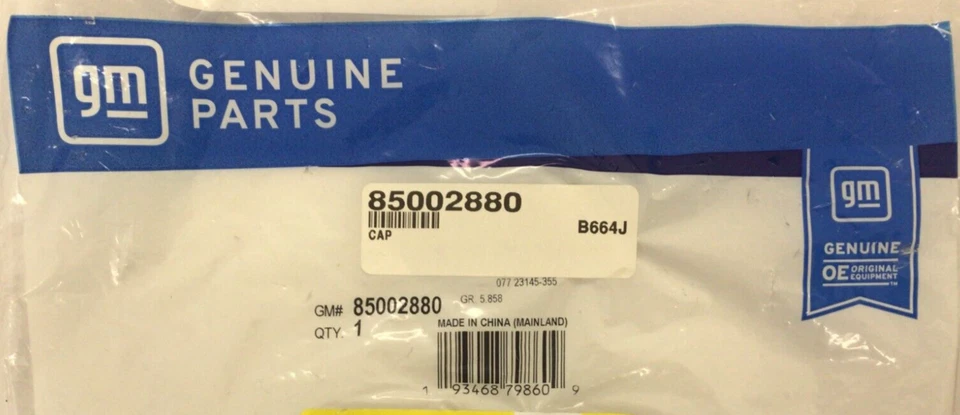 gm GENUINE
PARTS
85002880
CAP
B664J
gm
GENUINE
OE ORIGINAL
EQUIPMENT
TM
077 23145-355
GR. 5.858
GM# 85002880
QTY 1
MADE IN CHINA (MAINLAND)
1 93468 79860 9